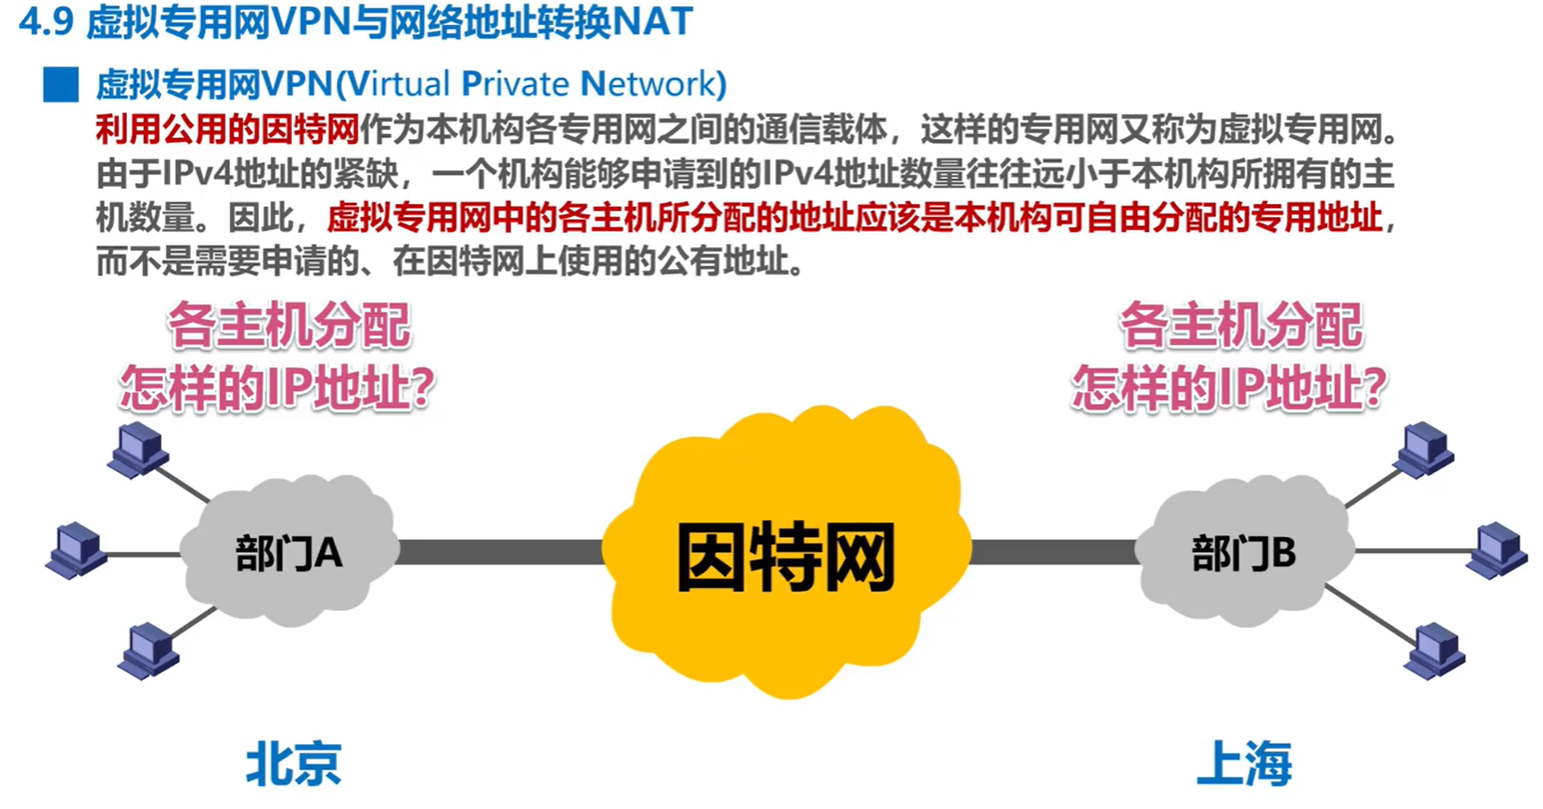 4.9 虚拟专用网VPN与网络地址转换NAT
虚拟专用网VPN(Virtual Private Network)
利用公用的因特网作为本机构各专用网之间的通信载体，这样的专用网又称为虚拟专用网。
由于IPv4地址的紧缺，一个机构能够申请到的IPv4地址数量往往远小于本机构所拥有的主
机数量。因此，虚拟专用网中的各主机所分配的地址应该是本机构可自由分配的专用地址，
而不是需要申请的、在因特网上使用的公有地址。
各主机分配
怎样的IP地址?
各主机分配
怎样的IP地址?
部门A
因特网
部门B
北京
上海